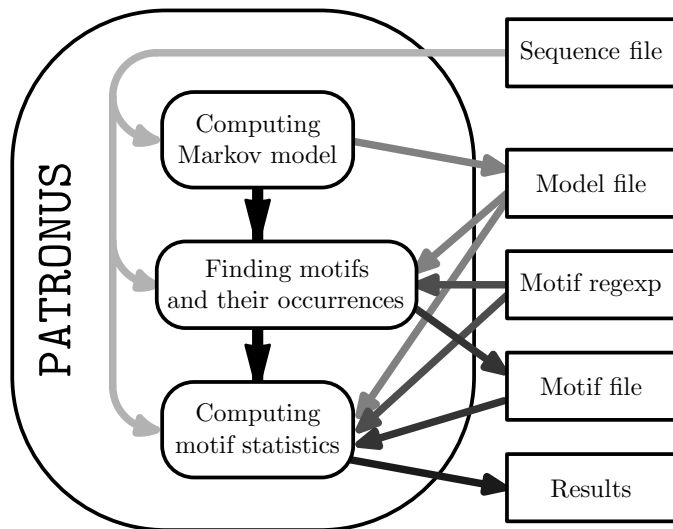 PATRONUS
Computing
Markov model
Finding motifs
and their occurrences
Computing
motif statistics
Sequence file
Model file
Motif regexp
Motif file
Results